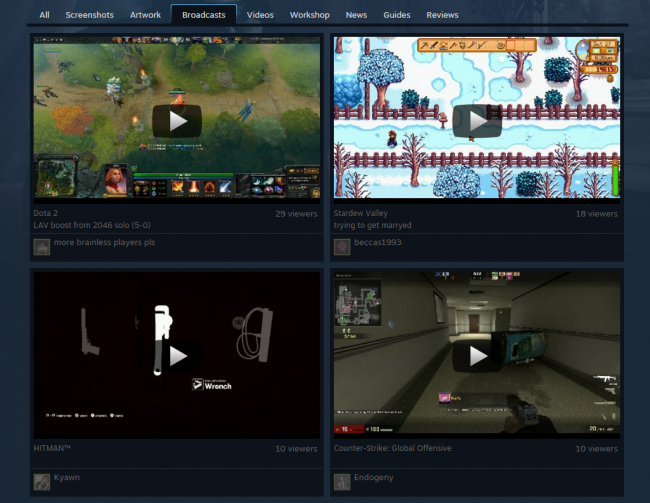 All Screenshots Artwork Broadcasts Videos Workshop News Guides Reviews
Dota 2 29 viewers
LAV boost from 2046 solo (5-0)
more brainless players pls
Stardew Valley 18 viewers
trying to get marryed
beccas1993
Wrench
HITMAN™ 10 viewers
Kyawn
Counter-Strike: Global Offensive 10 viewers
Endogeny